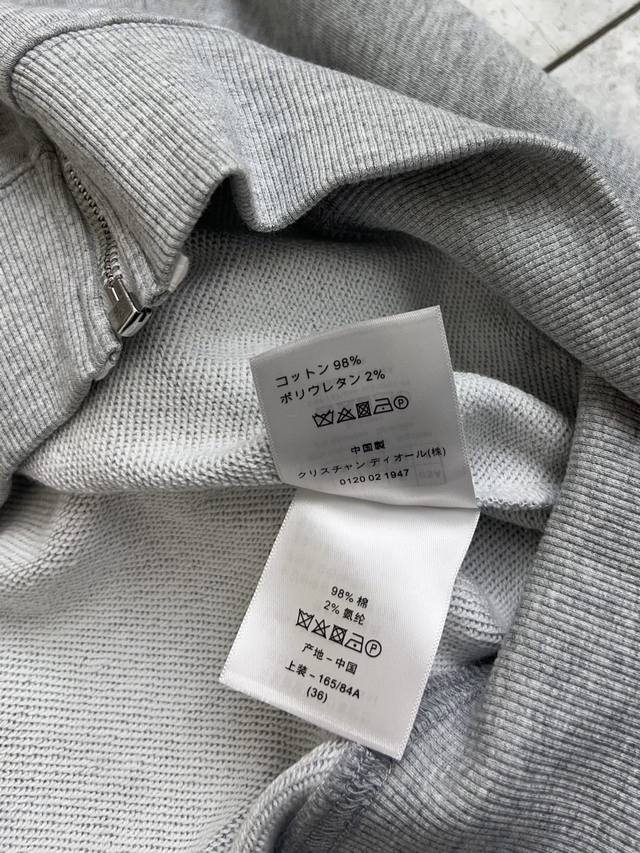 コットン 98%
ポリウレタン 2%
中国製
クリスチャン ディオール(株)
0120 02 1947
98% 棉
2% 氨纶
产地 - 中国
上装 - 165/84A
(36)